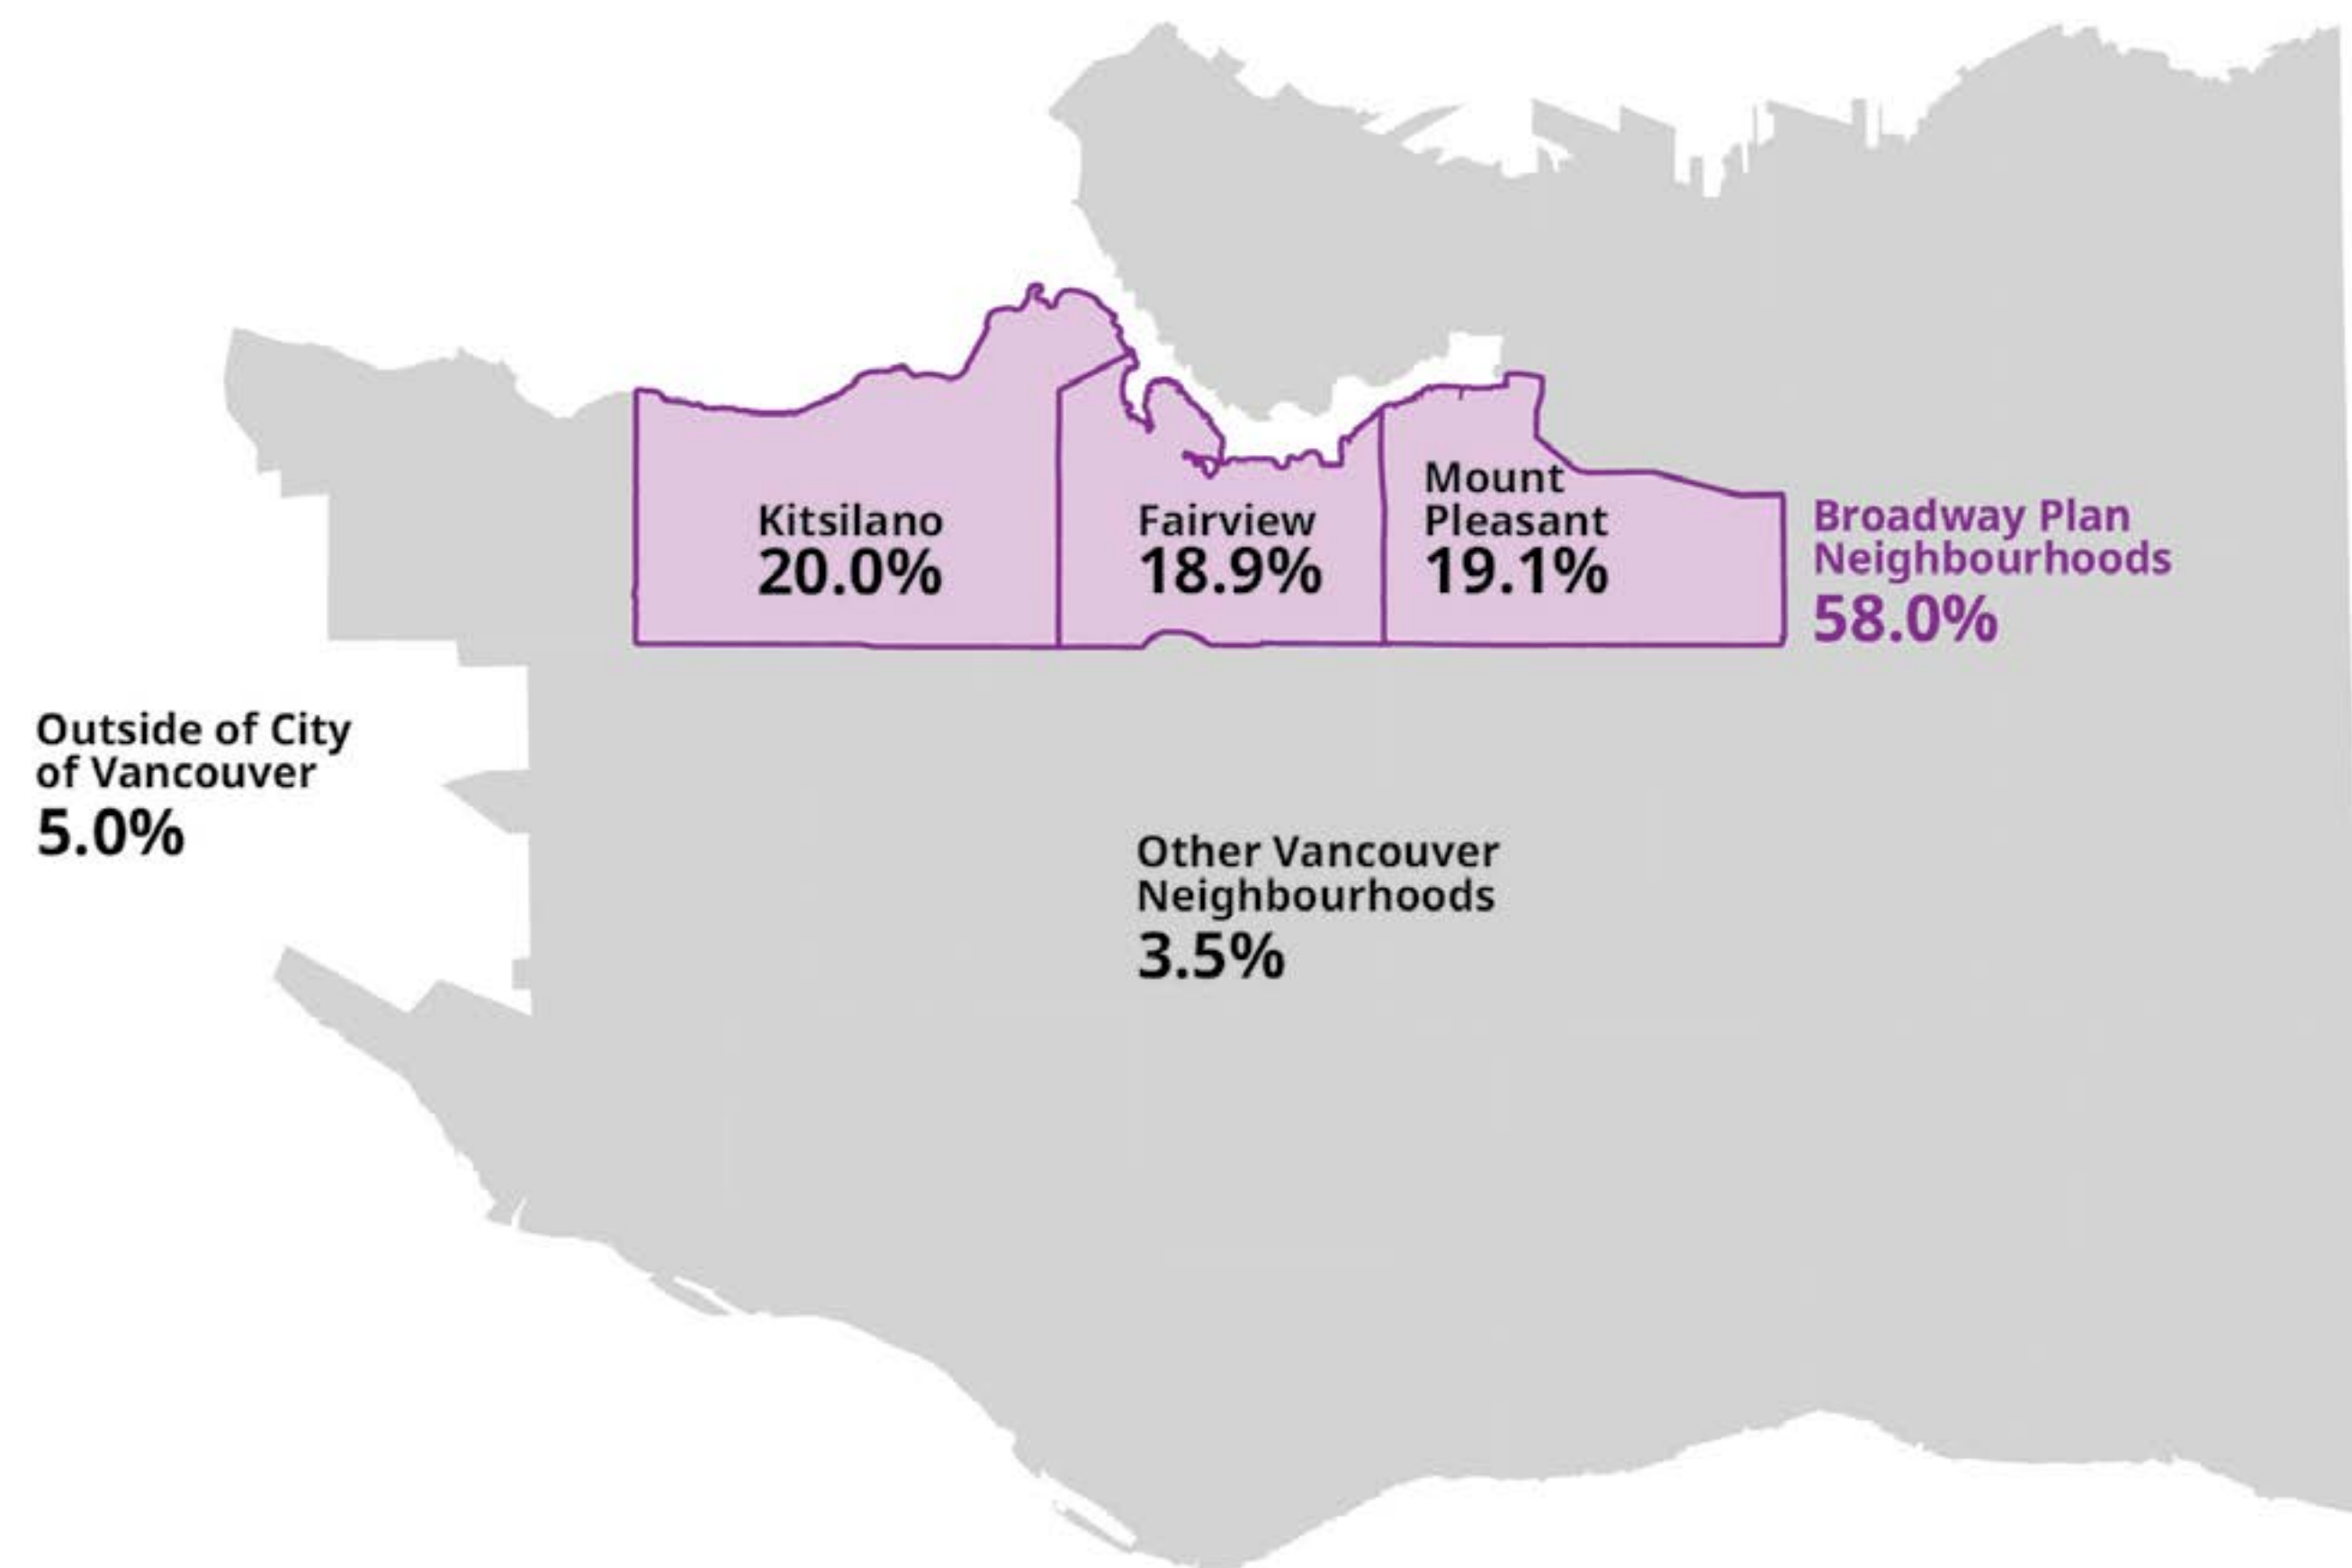 Kitsilano
20.0%
Fairview
18.9%
Mount
Pleasant
19.1%
Broadway Plan
Neighbourhoods
58.0%
Outside of City
of Vancouver
5.0%
Other Vancouver
Neighbourhoods
3.5%